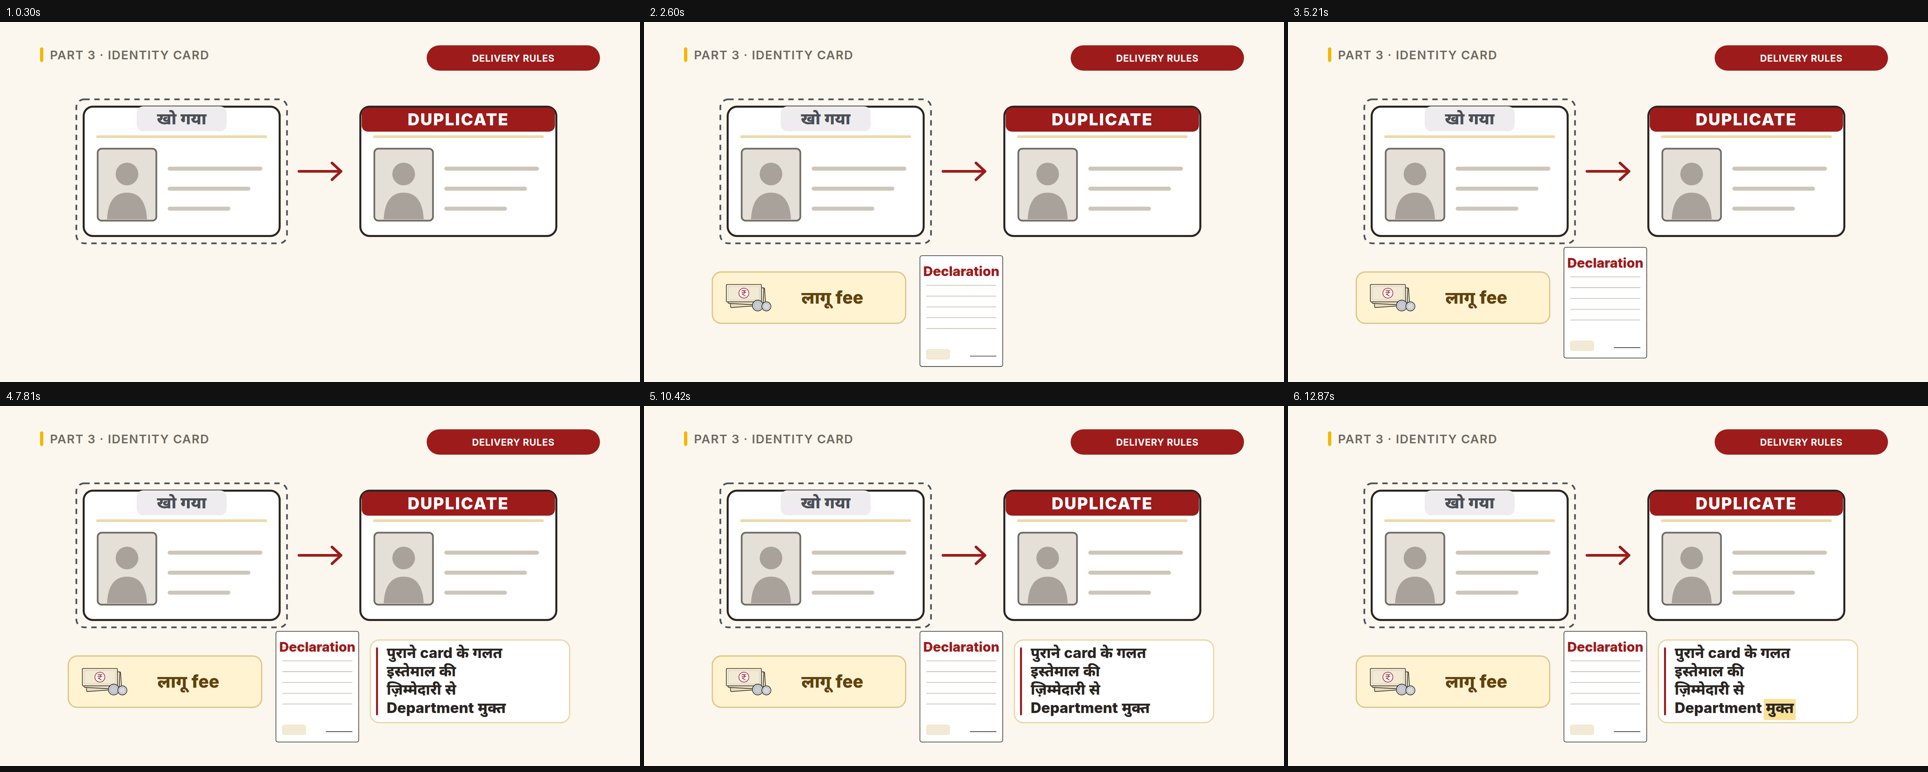 1. 0.30s
PART 3 · IDENTITY CARD
DELIVERY RULES
खो गया
DUPLICATE
2. 2.60s
PART 3 · IDENTITY CARD
DELIVERY RULES
खो गया
DUPLICATE
₹
लागू fee
Declaration
3. 5.21s
PART 3 · IDENTITY CARD
DELIVERY RULES
खो गया
DUPLICATE
₹
लागू fee
Declaration
4. 7.81s
PART 3 · IDENTITY CARD
DELIVERY RULES
खो गया
DUPLICATE
₹
लागू fee
Declaration
पुराने card के गलत
इस्तेमाल की
ज़िम्मेदारी से
Department मुक्त
5. 10.42s
PART 3 · IDENTITY CARD
DELIVERY RULES
खो गया
DUPLICATE
₹
लागू fee
Declaration
पुराने card के गलत
इस्तेमाल की
ज़िम्मेदारी से
Department मुक्त
6. 12.87s
PART 3 · IDENTITY CARD
DELIVERY RULES
खो गया
DUPLICATE
₹
लागू fee
Declaration
पुराने card के गलत
इस्तेमाल की
ज़िम्मेदारी से
Department मुक्त